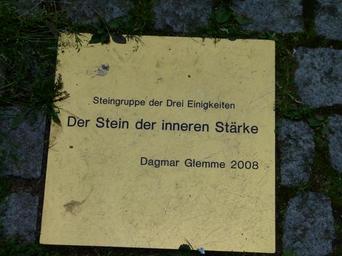 Steingruppe der Drei Einigkeiten
Der Stein der inneren Stärke
Dagmar Glemme 2008